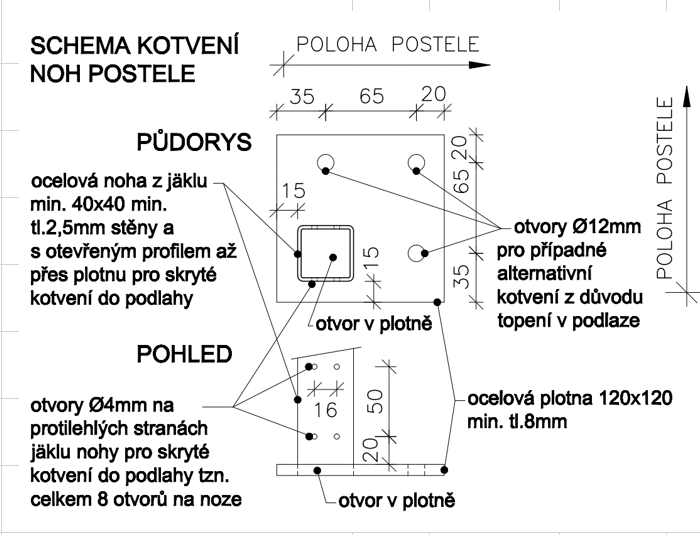 SCHEMA KOTVENÍ
NOH POSTELE
POLOHA POSTELE
35 65 20
PŮDORYS
ocelová noha z jäklu
min. 40x40 min.
tl.2,5mm stěny a
s otevřeným profilem až
přes plotnu pro skryté
kotvení do podlahy
15
15
20
65
35
POLOHA POSTELE
otvory Ø12mm
pro případné
alternativní
kotvení z důvodu
topení v podlaze
otvor v plotně
POHLED
otvory Ø4mm na
protilehlých stranách
jäklu nohy pro skryté
kotvení do podlahy tzn.
celkem 8 otvorů na noze
16
50
20
ocelová plotna 120x120
min. tl.8mm
otvor v plotně